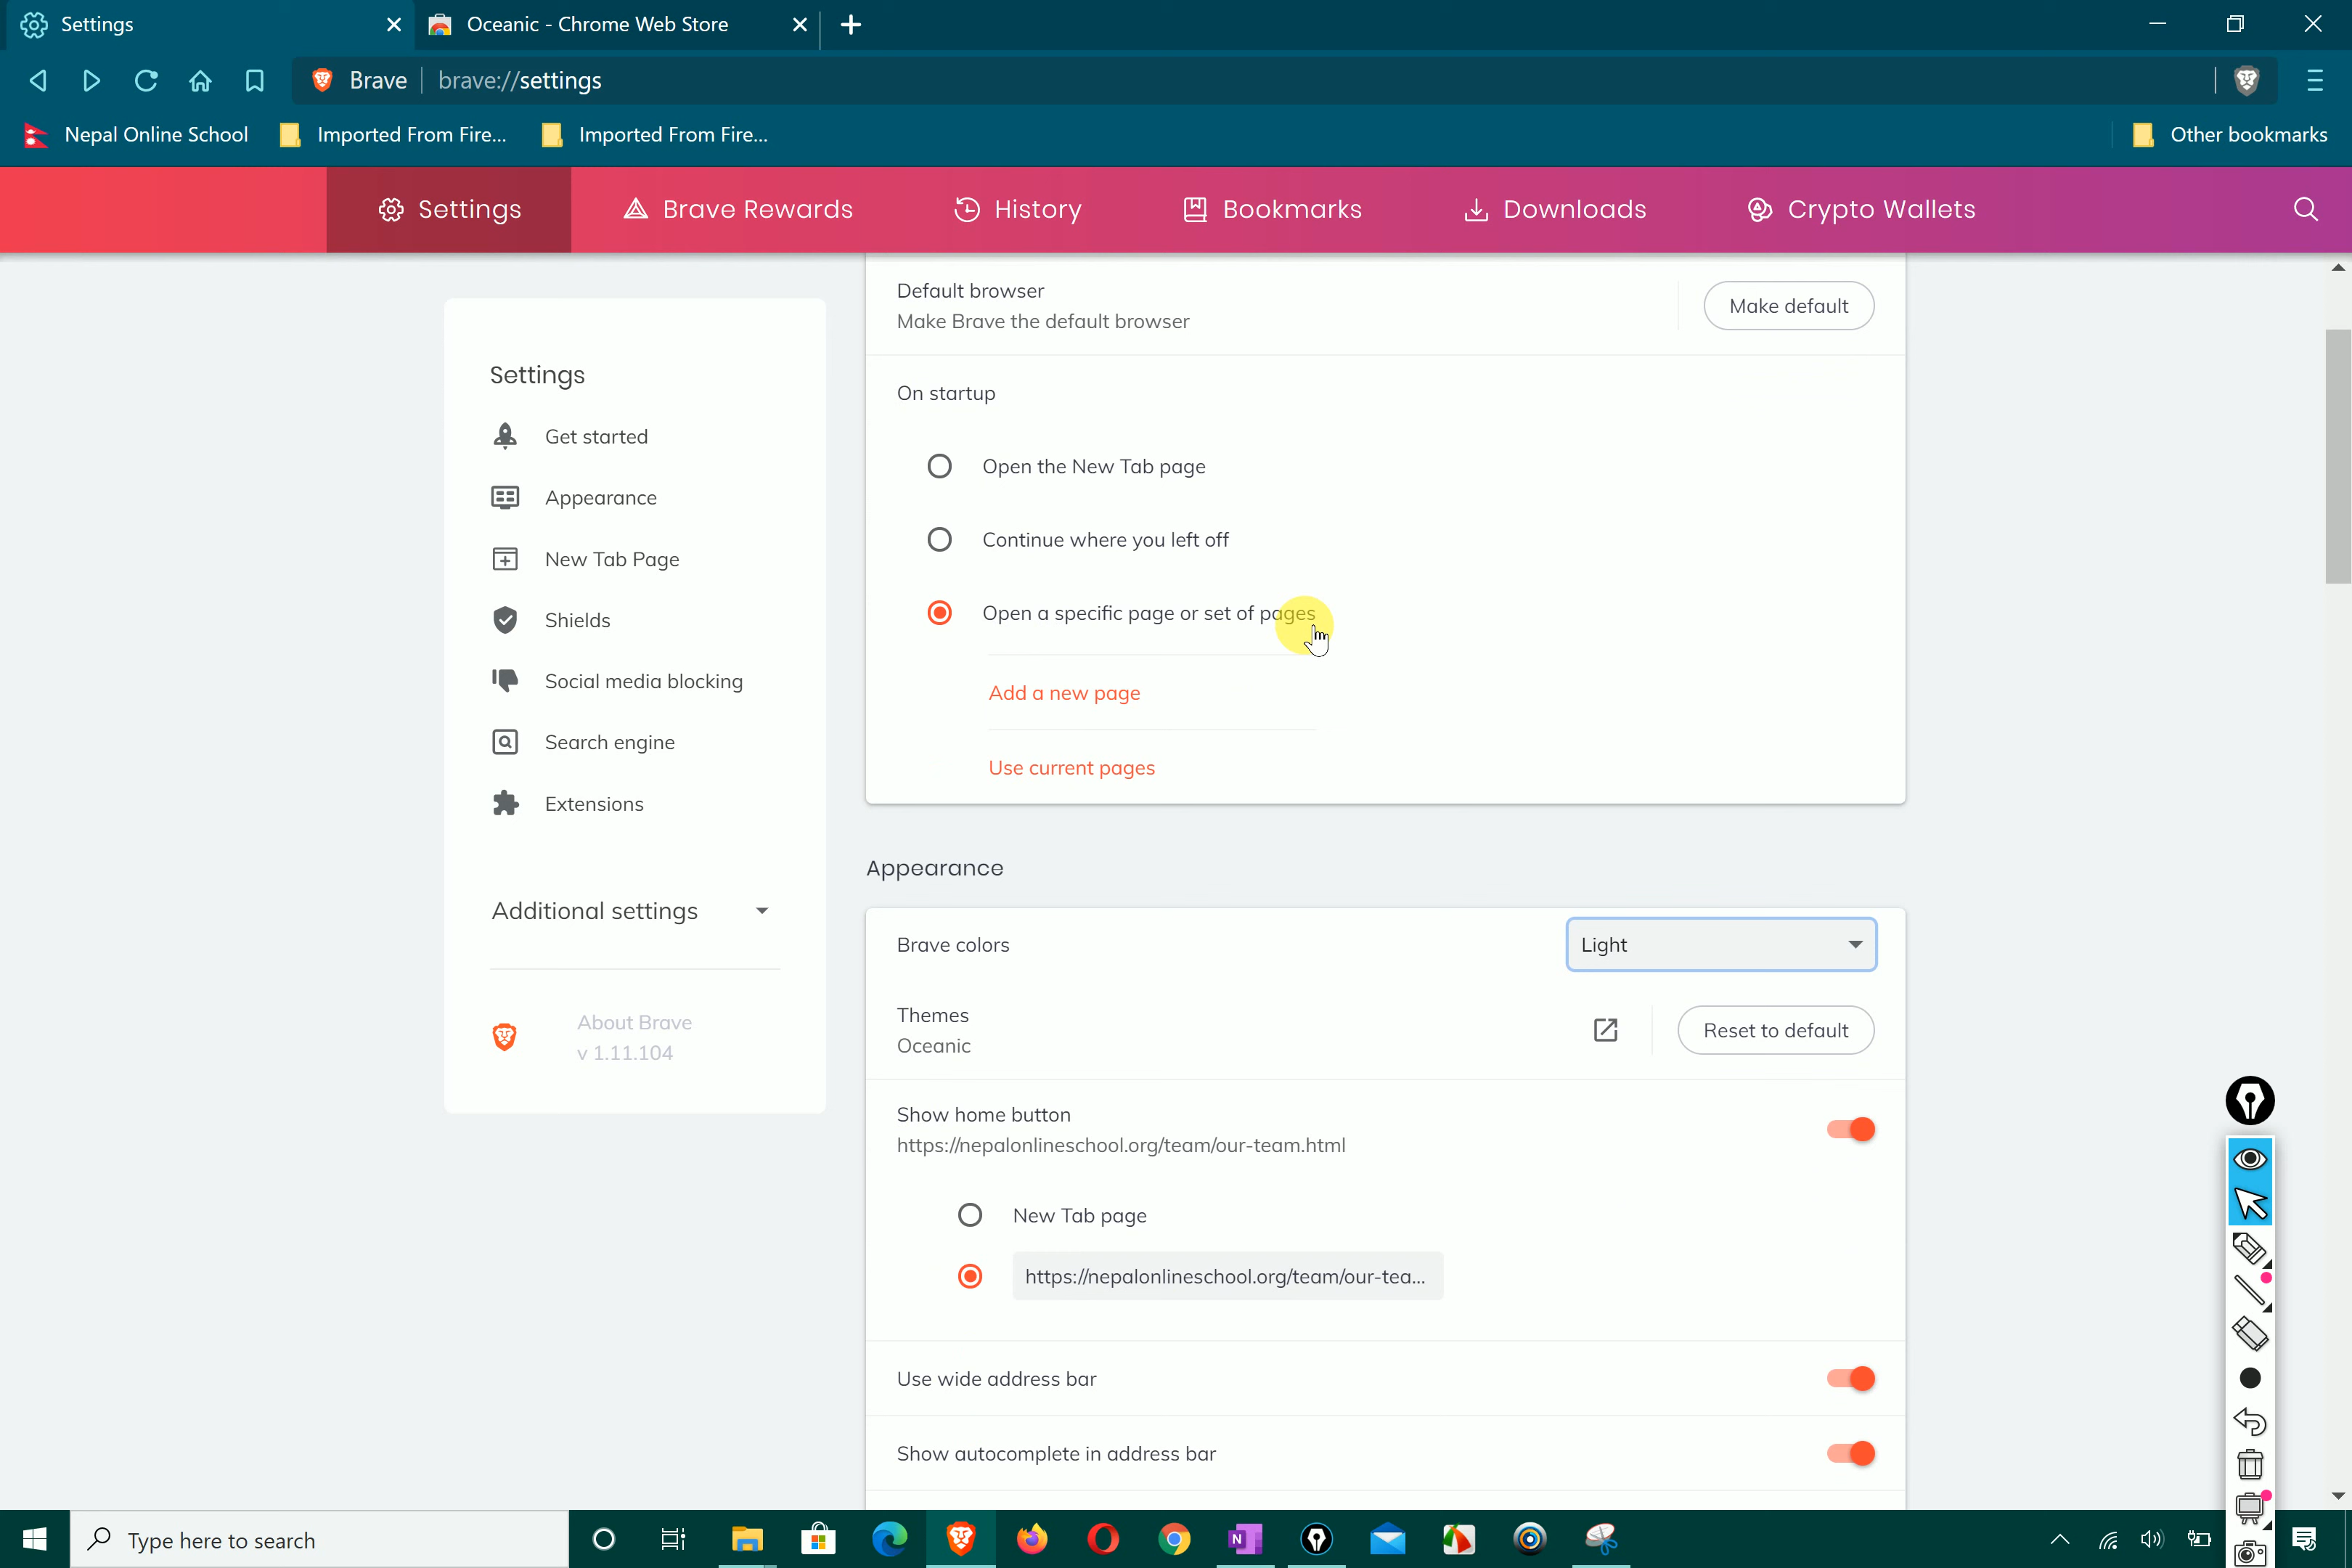 Settings
Oceanic - Chrome Web Store
Brave
brave://settings
Nepal Online School
Imported From Fire...
Imported From Fire...
Other bookmarks
Settings
Brave Rewards
History
Bookmarks
Downloads
Crypto Wallets
Settings
Get started
Appearance
New Tab Page
Shields
Social media blocking
Search engine
Extensions
Additional settings
About Brave
v 1.11.104
Default browser
Make Brave the default browser
Make default
On startup
Open the New Tab page
Continue where you left off
Open a specific page or set of pages
Add a new page
Use current pages
Appearance
Brave colors
Light
Themes
Oceanic
Reset to default
Show home button
https://nepalonlineschool.org/team/our-team.html
New Tab page
https://nepalonlineschool.org/team/our-tea...
Use wide address bar
Show autocomplete in address bar
Type here to search
N